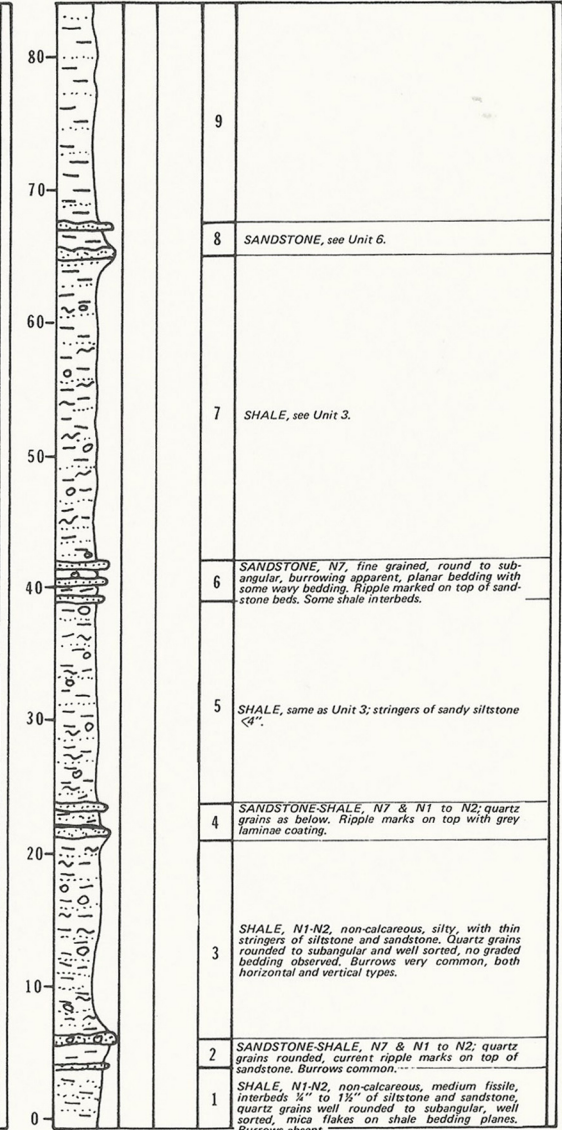 80
9
70
8
SANDSTONE, see Unit 6.
60
7
SHALE, see Unit 3.
50
40
6
SANDSTONE, N7, fine grained, round to sub-
angular, burrowing apparent, planar bedding with
some wavy bedding. Ripple marked on top of sand-
stone beds. Some shale interbeds.
5
SHALE, same as Unit 3; stringers of sandy siltstone
<4".
30
4
SANDSTONE-SHALE, N7 & N1 to N2; quartz
grains as below. Ripple marks on top with grey
laminae coating.
20
3
SHALE, N1-N2, non-calcareous, silty, with thin
stringers of siltstone and sandstone. Quartz grains
rounded to subangular and well sorted, no graded
bedding observed. Burrows very common, both
horizontal and vertical types.
10
2
SANDSTONE-SHALE, N7 & N1 to N2; quartz
grains rounded, current ripple marks on top of
sandstone. Burrows common.
1
SHALE, N1-N2, non-calcareous, medium fissile,
interbeds ¼" to 1½" of siltstone and sandstone,
quartz grains well rounded to subangular, well
sorted, mica flakes on shale bedding planes.
Burrows absent.
0